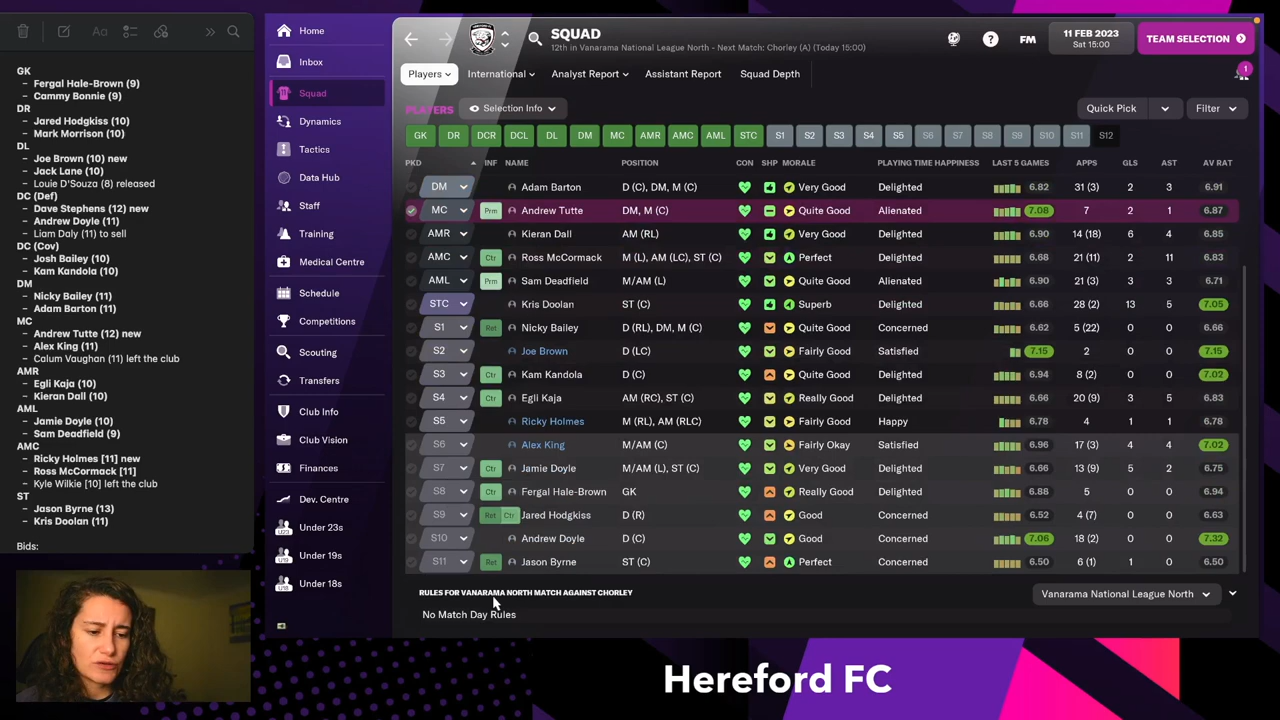 GK
– Fergal Hale-Brown (9)
– Cammy Bonnie (9)
DR
– Jared Hodgkiss (10)
– Mark Morrison (10)
DL
– Joe Brown (10) new
– Jack Lane (10)
– Louie D'Souza (8) released
DC (Def)
– Dave Stephens (12) new
– Andrew Doyle (11)
– Liam Daly (11) to sell
DC (Cov)
– Josh Bailey (10)
– Kam Kandola (10)
DM
– Nicky Bailey (11)
– Adam Barton (11)
MC
– Andrew Tutte (12) new
– Alex King (11)
– Calum Vaughan (11) left the club
AMR
– Egli Kaja (10)
– Kieran Dall (10)
AML
– Jamie Doyle (10)
– Sam Deadfield (9)
AMC
– Ricky Holmes [11] new
– Ross McCormack [11]
– Kyle Wilkie [10] left the club
ST
– Jason Byrne (13)
– Kris Doolan (11)
Bids:
Home
Inbox
Squad
Dynamics
Tactics
Data Hub
Staff
Training
Medical Centre
Schedule
Competitions
Scouting
Transfers
Club Info
Club Vision
Finances
Dev. Centre
Under 23s
Under 19s
Under 18s
SQUAD
12th in Vanarama National League North - Next Match: Chorley (A) (Today 15:00)
FM
11 FEB 2023
Sat 15:00
TEAM SELECTION
Players International Analyst Report Assistant Report Squad Depth 1
PLAYERS Selection Info Quick Pick Filter
GK DR DCR DCL DL DM MC AMR AMC AML STC S1 S2 S3 S4 S5 S6 S7 S8 S9 S10 S11 S12
PKD INF NAME POSITION CON SHP MORALE PLAYING TIME HAPPINESS LAST 5 GAMES APPS GLS AST AV RAT
DM Adam Barton D (C), DM, M (C) Very Good Delighted 6.82 31 (3) 2 3 6.91
MC Prm Andrew Tutte DM, M (C) Quite Good Alienated 7.08 7 2 1 6.87
AMR Kieran Dall AM (RL) Very Good Delighted 6.90 14 (18) 6 4 6.85
AMC Ctr Ross McCormack M (L), AM (LC), ST (C) Perfect Delighted 6.68 21 (11) 2 11 6.83
AML Prm Sam Deadfield M/AM (L) Quite Good Alienated 6.90 21 (3) 3 3 6.71
STC Kris Doolan ST (C) Superb Delighted 6.66 28 (2) 13 5 7.05
S1 Ret Nicky Bailey D (RL), DM, M (C) Quite Good Concerned 6.62 5 (22) 0 0 6.66
S2 Joe Brown D (LC) Fairly Good Satisfied 7.15 2 0 0 7.15
S3 Ctr Kam Kandola D (C) Quite Good Delighted 6.94 8 (2) 0 0 7.02
S4 Ctr Egli Kaja AM (RC), ST (C) Really Good Delighted 6.66 20 (9) 3 5 6.83
S5 Ricky Holmes M (RL), AM (RLC) Fairly Good Happy 6.78 4 1 1 6.78
S6 Alex King M/AM (C) Fairly Okay Satisfied 6.96 17 (3) 4 4 7.02
S7 Ctr Jamie Doyle M/AM (L), ST (C) Very Good Delighted 6.66 13 (9) 5 2 6.75
S8 Ctr Fergal Hale-Brown GK Really Good Delighted 6.88 5 0 0 6.94
S9 Ret Ctr Jared Hodgkiss D (R) Good Concerned 6.52 4 (7) 0 0 6.63
S10 Andrew Doyle D (C) Good Concerned 7.06 18 (2) 0 0 7.32
S11 Ret Jason Byrne ST (C) Perfect Concerned 6.50 6 (1) 1 0 6.50
RULES FOR VANARAMA NORTH MATCH AGAINST CHORLEY Vanarama National League North
No Match Day Rules
Hereford FC